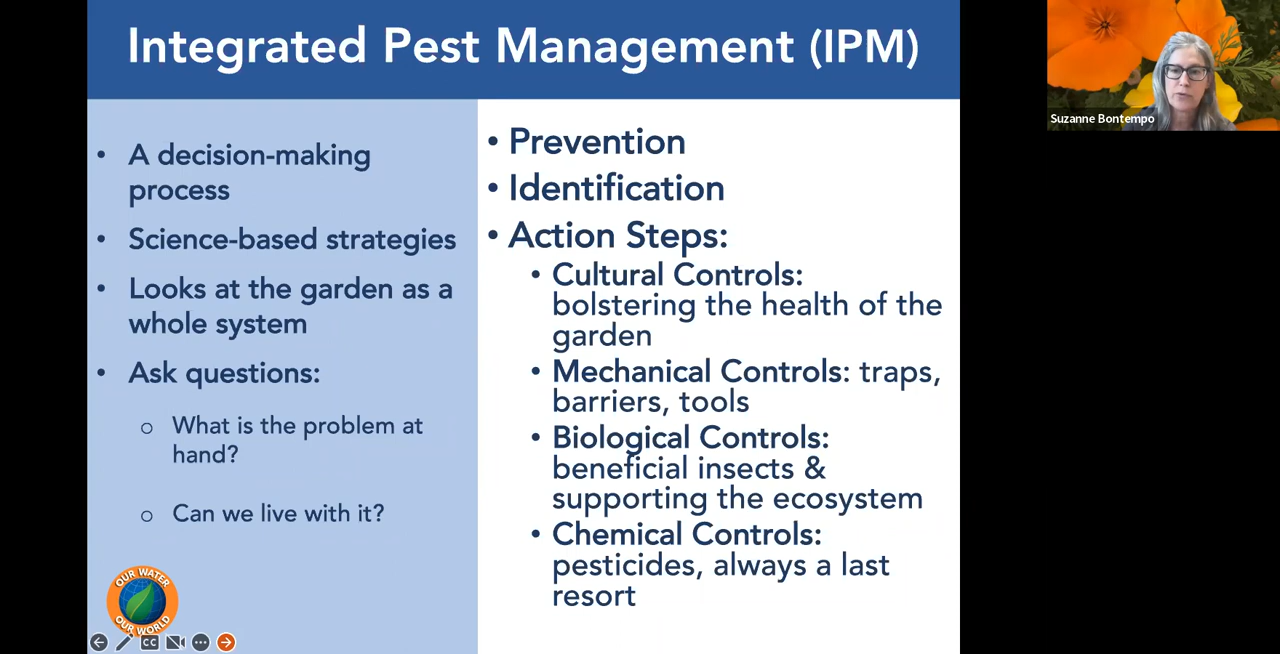 Integrated Pest Management (IPM)
• A decision-making
process
• Science-based strategies
• Looks at the garden as a
whole system
• Ask questions:
o What is the problem at
hand?
o Can we live with it?
• Prevention
• Identification
• Action Steps:
• Cultural Controls:
bolstering the health of the
garden
• Mechanical Controls: traps,
barriers, tools
• Biological Controls:
beneficial insects &
supporting the ecosystem
• Chemical Controls:
pesticides, always a last
resort
OUR WATER
OUR WORLD
CC
Suzanne Bontempo